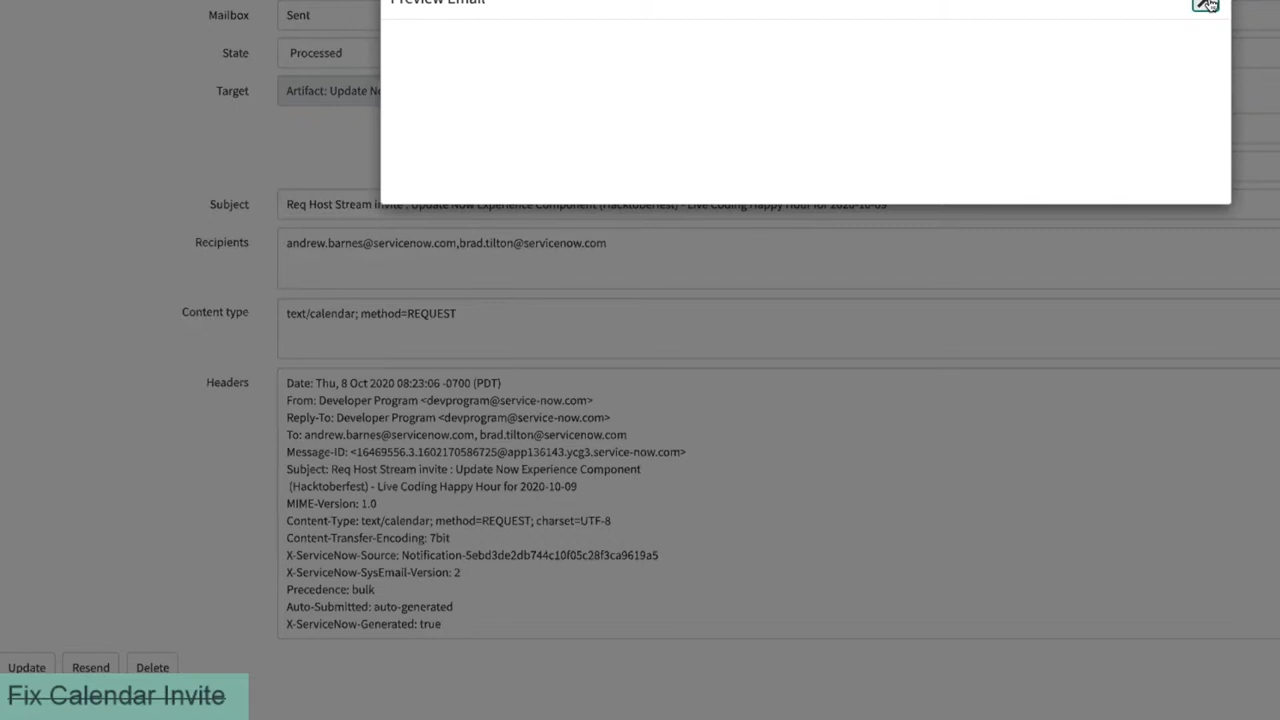 Preview Email
Mailbox
Sent
State
Processed
Target
Artifact: Update No
Subject
Req Host Stream invite : Update Now Experience Component (Hacktoberfest) - Live Coding Happy Hour for 2020-10-09
Recipients
andrew.barnes@servicenow.com,brad.tilton@servicenow.com
Content type
text/calendar; method=REQUEST
Headers
Date: Thu, 8 Oct 2020 08:23:06 -0700 (PDT)
From: Developer Program <devprogram@service-now.com>
Reply-To: Developer Program <devprogram@service-now.com>
To: andrew.barnes@servicenow.com, brad.tilton@servicenow.com
Message-ID: <16469556.3.1602170586725@app136143.ycg3.service-now.com>
Subject: Req Host Stream invite : Update Now Experience Component
(Hacktoberfest) - Live Coding Happy Hour for 2020-10-09
MIME-Version: 1.0
Content-Type: text/calendar; method=REQUEST; charset=UTF-8
Content-Transfer-Encoding: 7bit
X-ServiceNow-Source: Notification-5ebd3de2db744c10f05c28f3ca9619a5
X-ServiceNow-SysEmail-Version: 2
Precedence: bulk
Auto-Submitted: auto-generated
X-ServiceNow-Generated: true
Update
Resend
Delete
Fix Calendar Invite